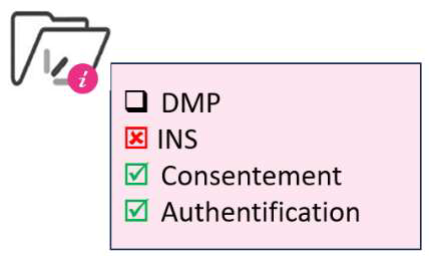 i
DMP
INS
Consentement
Authentification